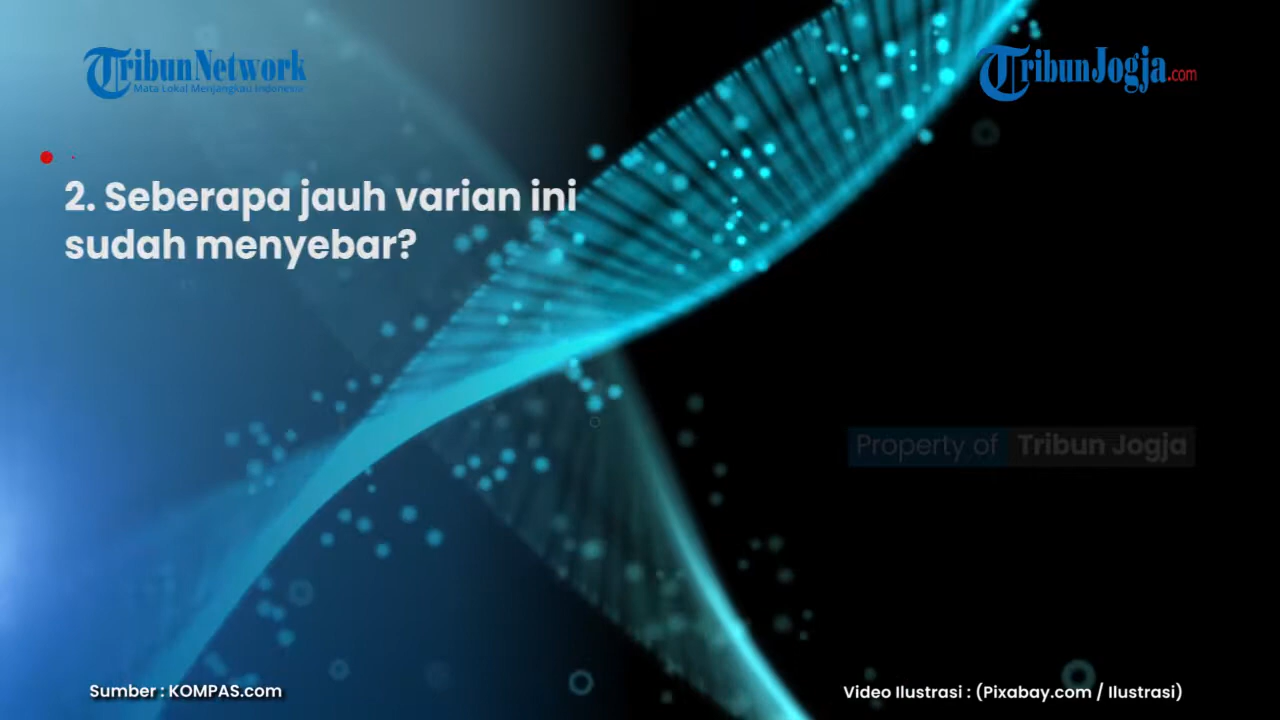 TribunNetwork
Mata Lokal Menjangkau Indonesia
TribunJogja.com
2. Seberapa jauh varian ini
sudah menyebar?
Property of Tribun Jogja
Sumber : KOMPAS.com
Video Ilustrasi : (Pixabay.com / Ilustrasi)